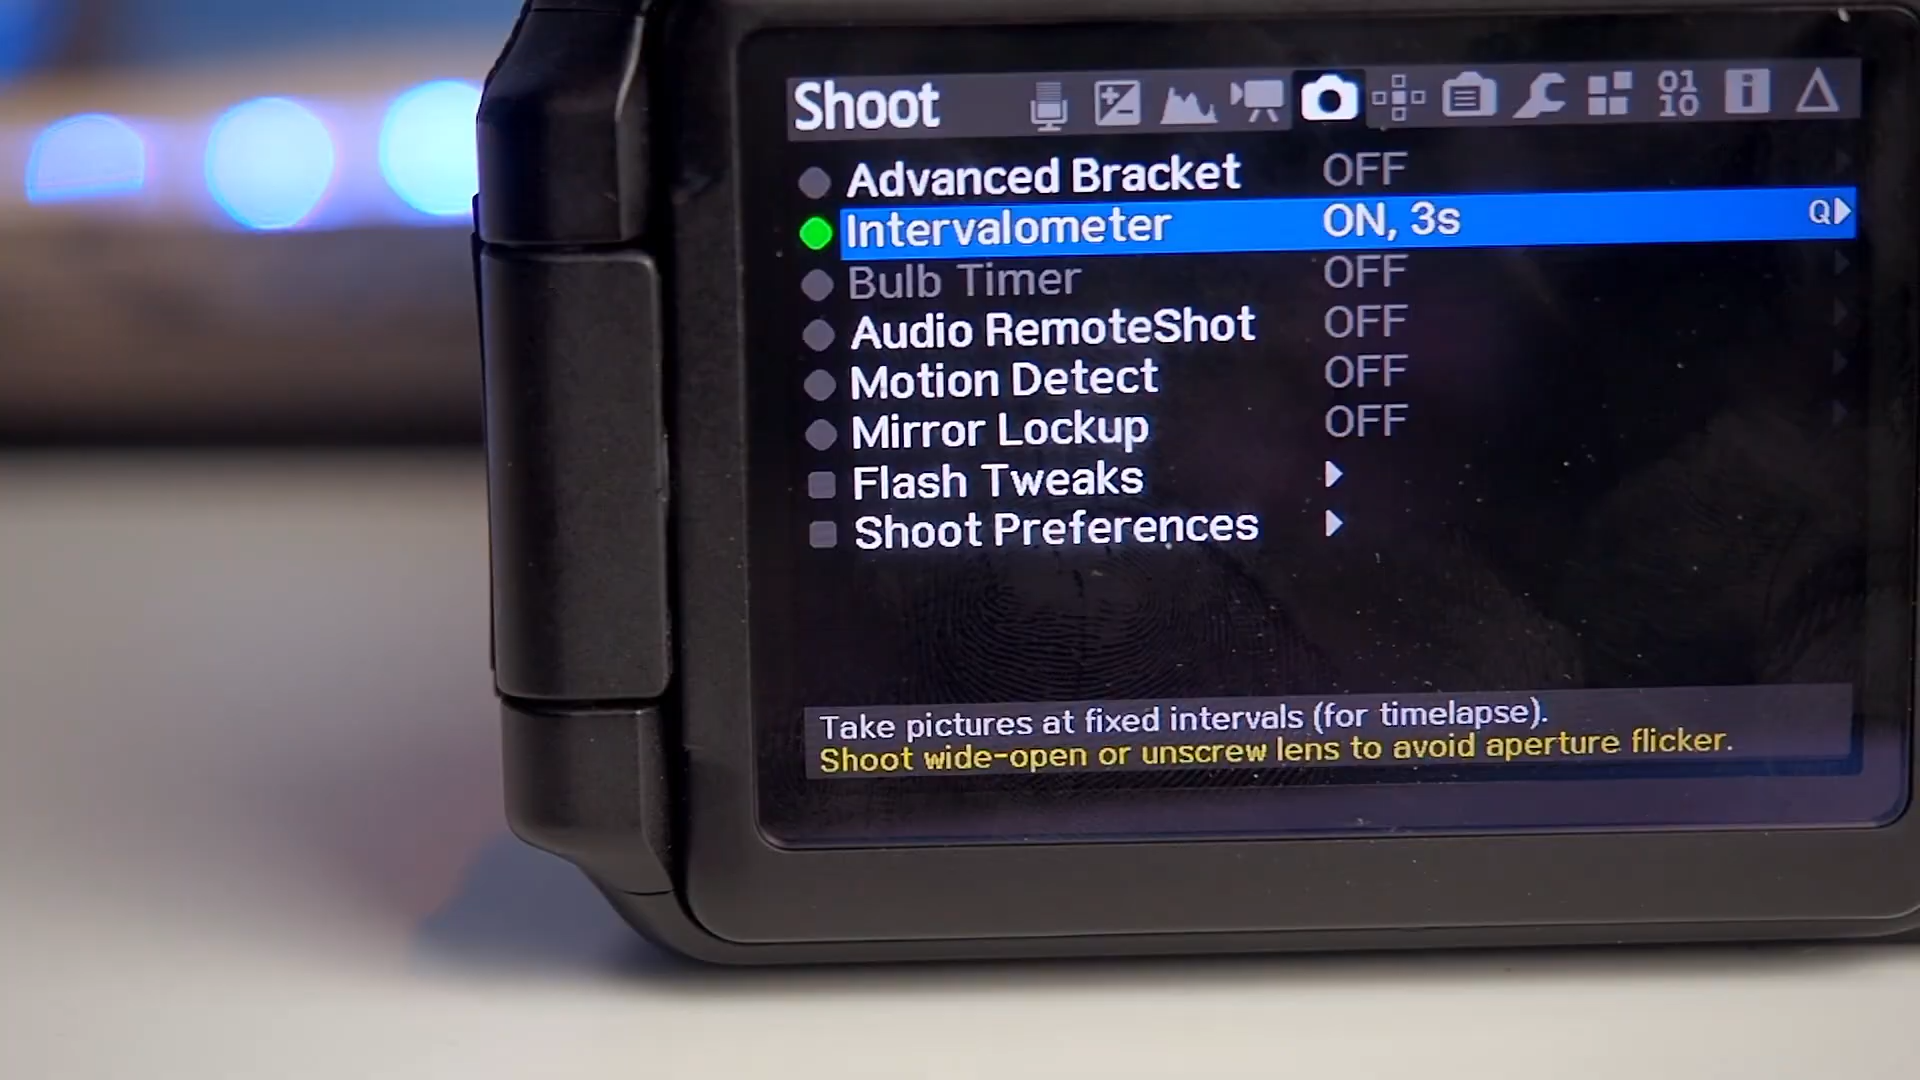 Shoot
Advanced Bracket OFF
Intervalometer ON, 3s Q
Bulb Timer OFF
Audio RemoteShot OFF
Motion Detect OFF
Mirror Lockup OFF
Flash Tweaks
Shoot Preferences
Take pictures at fixed intervals (for timelapse).
Shoot wide-open or unscrew lens to avoid aperture flicker.